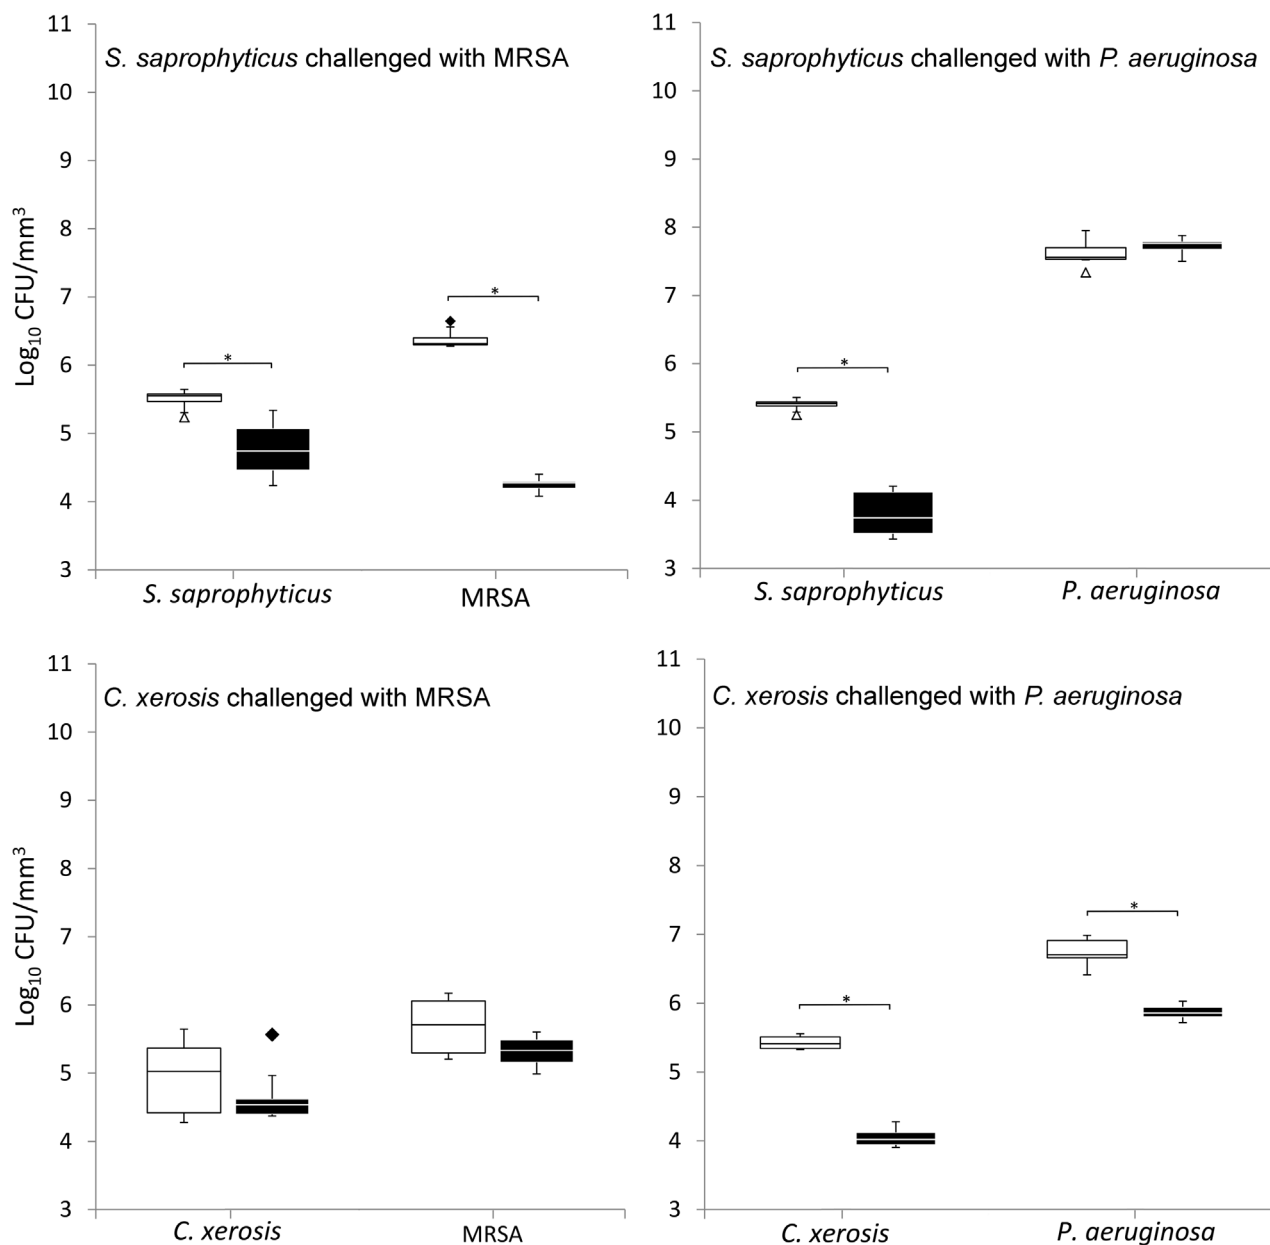 S. saprophyticus challenged with MRSA
11
10
9
8
7
6
5
4
3
Log10 CFU/mm3
*
*
S. saprophyticus
MRSA
S. saprophyticus challenged with P. aeruginosa
11
10
9
8
7
6
5
4
3
*
S. saprophyticus
P. aeruginosa
C. xerosis challenged with MRSA
11
10
9
8
7
6
5
4
3
Log10 CFU/mm3
C. xerosis
MRSA
C. xerosis challenged with P. aeruginosa
11
10
9
8
7
6
5
4
3
*
*
C. xerosis
P. aeruginosa